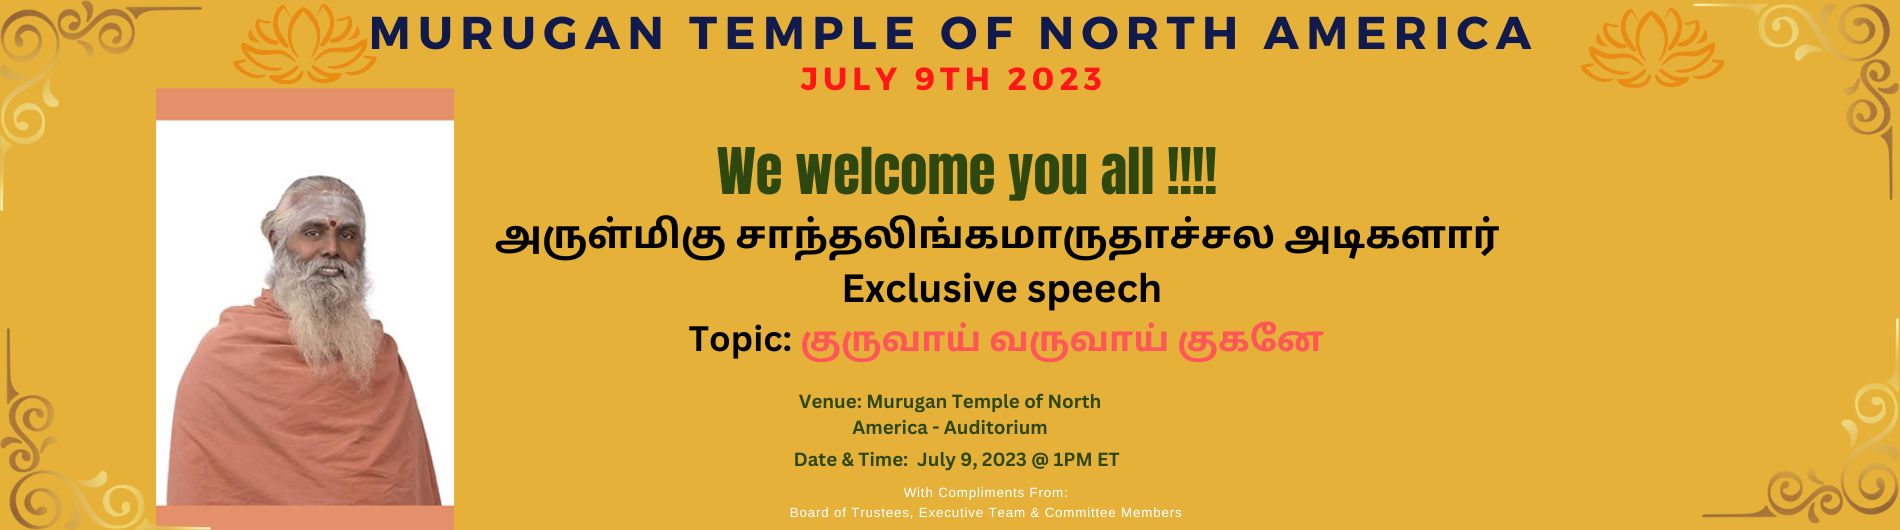 MURUGAN TEMPLE OF NORTH AMERICA
JULY 9TH 2023
We welcome you all !!!!
அருள்மிகு சாந்தலிங்கமாருதாச்சல அடிகளார்
Exclusive speech
Topic: குருவாய் வருவாய் குகனே
Venue: Murugan Temple of North
America - Auditorium
Date & Time: July 9, 2023 @ 1PM ET
With Compliments From:
Board of Trustees, Executive Team & Committee Members